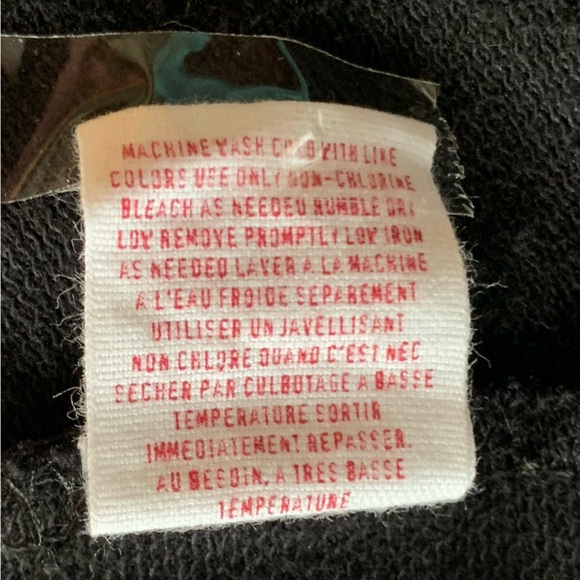 MACHINE WASH COLD WITH LIKE
COLORS USE ONLY NON-CHLORINE
BLEACH AS NEEDED RUMBLE DRY
LOW REMOVE PROMPTLY LOW IRON
AS NEEDED LAVER A LA MACHINE
A L'EAU FROIDE SEPAREMENT
UTILISER UN JAVELLISANT
NON CHLORE QUAND C'EST NEC
SECHER PAR CULBUTAGE A BASSE
TEMPERATURE SORTIR
IMMEDIATEMENT REPASSER.
AU BESOIN, A TRES BASSE
TEMPERATURE